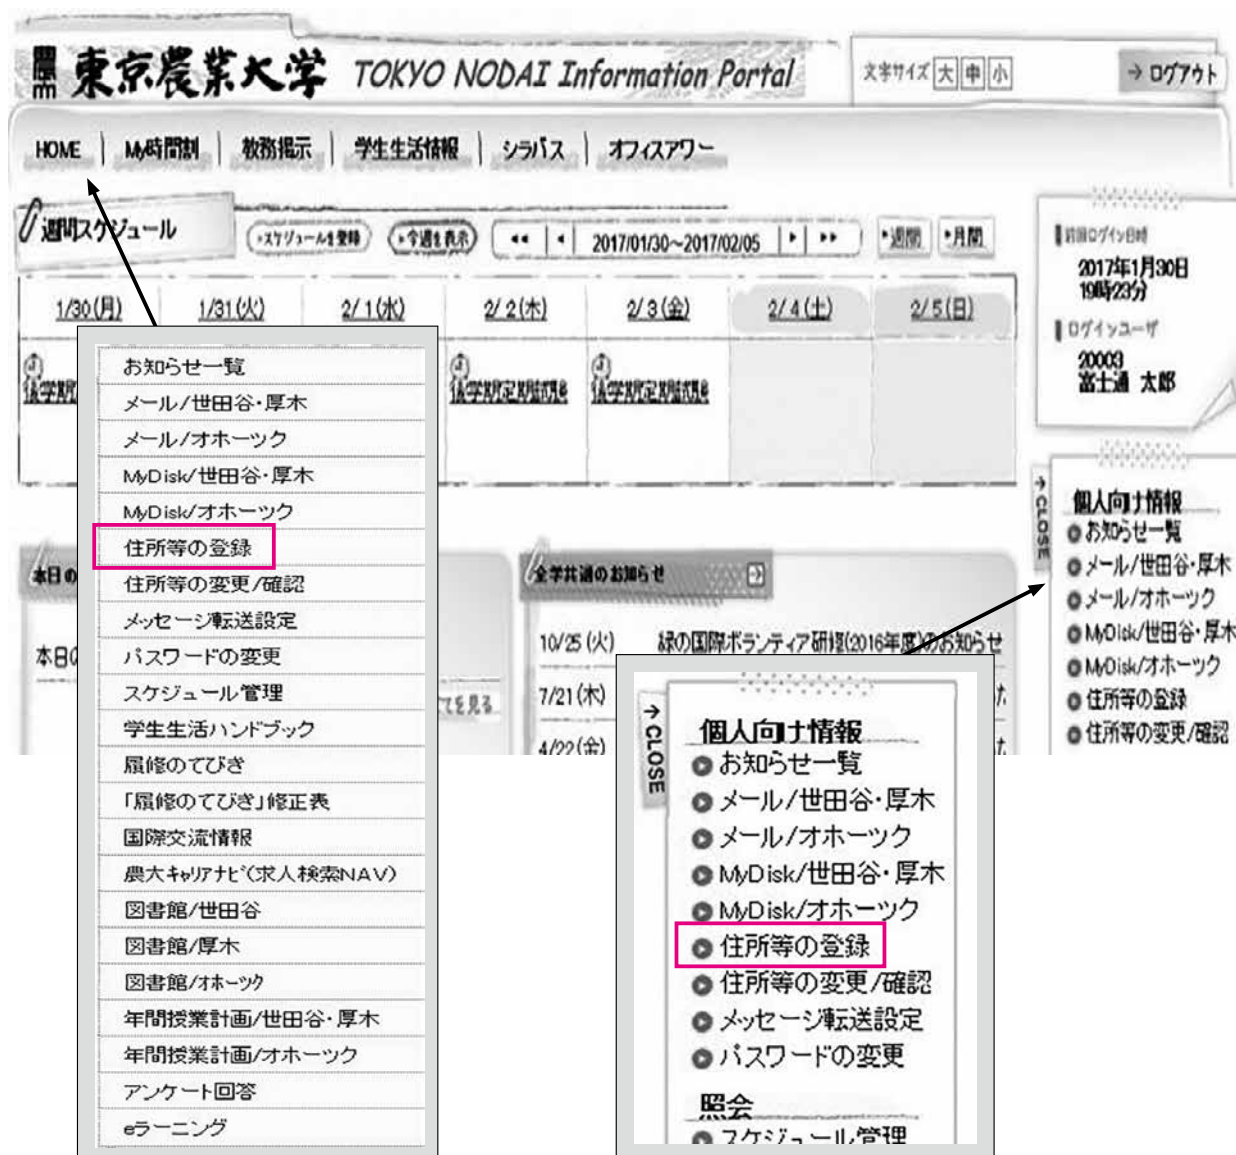 東京農業大学 TOKYO NODAI Information Portal
文字サイズ 大 中 小
→ ログアウト
HOME | My時間割 | 教務掲示 | 学生生活情報 | シラバス | オフィスアワー
週間スケジュール
スケジュールを登録 今週を表示 2017/01/30~2017/02/05 週間 月間
1/30(月) 1/31(火) 2/1(水) 2/2(木) 2/3(金) 2/4(土) 2/5(日)
後学期定期試験
後学期定期試験
前回ログイン日時
2017年1月30日
19時23分
ログインユーザ
20003
富士通 太郎
→ CLOSE
個人向け情報
お知らせ一覧
メール/世田谷・厚木
メール/オホーツク
MyDisk/世田谷・厚木
MyDisk/オホーツク
住所等の登録
住所等の変更/確認
お知らせ一覧
メール/世田谷・厚木
メール/オホーツク
MyDisk/世田谷・厚木
MyDisk/オホーツク
住所等の登録
住所等の変更/確認
メッセージ転送設定
パスワードの変更
スケジュール管理
学生生活ハンドブック
履修のてびき
「履修のてびき」修正表
国際交流情報
農大キャリアナビ(求人検索NAV)
図書館/世田谷
図書館/厚木
図書館/オホーツク
年間授業計画/世田谷・厚木
年間授業計画/オホーツク
アンケート回答
eラーニング
本日の
本日の
てを見る
全学共通のお知らせ
10/25(火) 緑の国際ボランティア研修(2016年度)のお知らせ
7/21(木)
4/22(金)
→ CLOSE
個人向け情報
お知らせ一覧
メール/世田谷・厚木
メール/オホーツク
MyDisk/世田谷・厚木
MyDisk/オホーツク
住所等の登録
住所等の変更/確認
メッセージ転送設定
パスワードの変更
照会
スケジュール管理